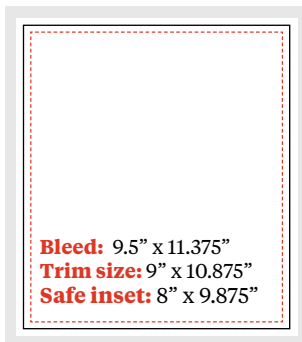 Bleed: 9.5” x 11.375”
Trim size: 9” x 10.875”
Safe inset: 8” x 9.875”